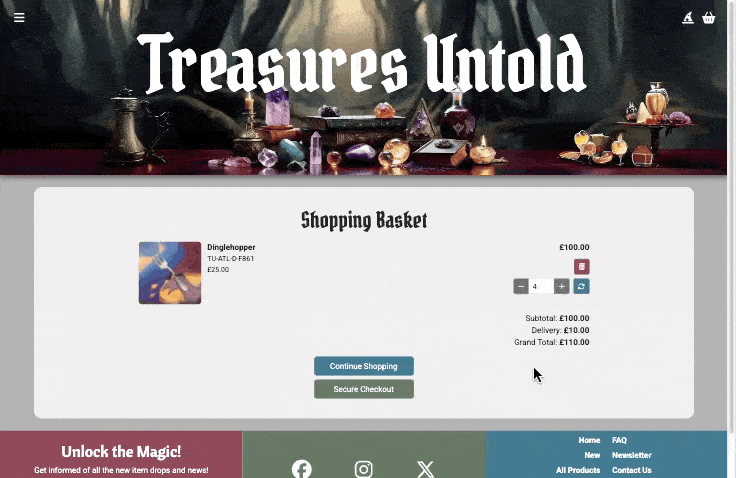 Treasures Untold
Shopping Basket
Dinglehopper
TU-ATL-D-F861
£25.00
£100.00
4
Subtotal: £100.00
Delivery: £10.00
Grand Total: £110.00
Continue Shopping
Secure Checkout
Unlock the Magic!
Get informed of all the new item drops and news!
Home FAQ
New Newsletter
All Products Contact Us